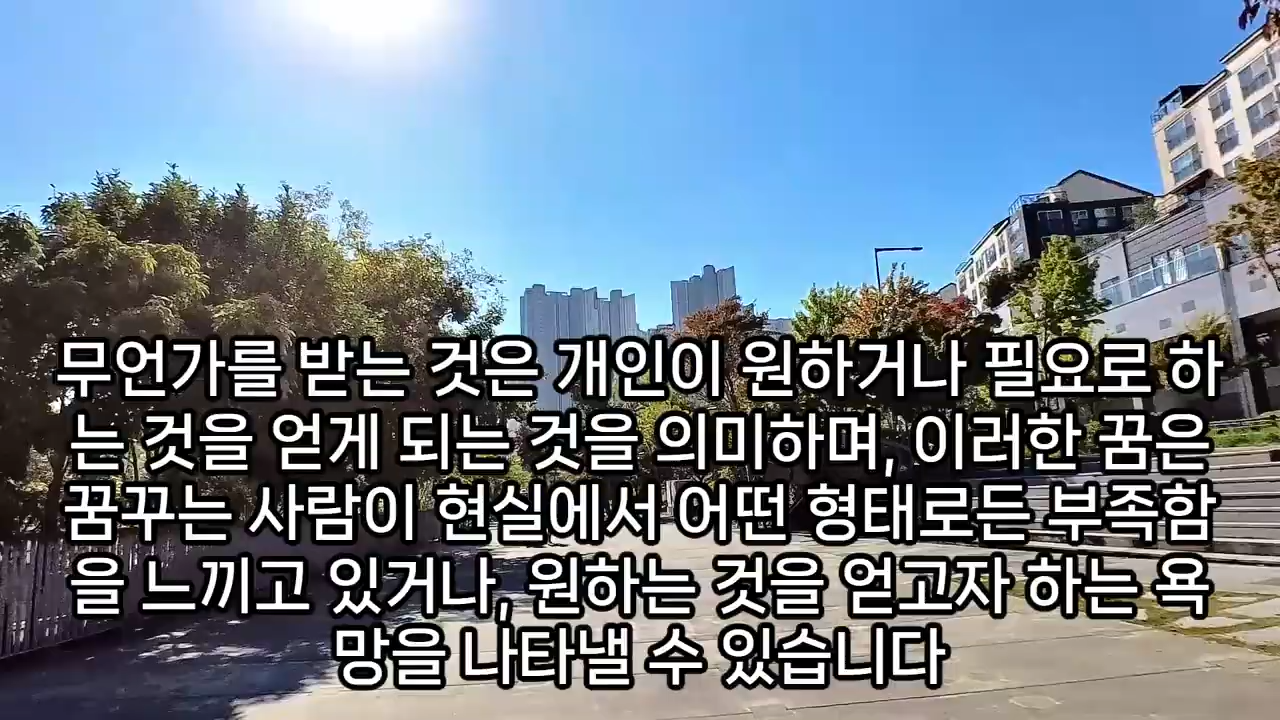 무언가를 받는 것은 개인이 원하거나 필요로 하
는 것을 얻게 되는 것을 의미하며, 이러한 꿈은
꿈꾸는 사람이 현실에서 어떤 형태로든 부족함
을 느끼고 있거나, 원하는 것을 얻고자 하는 욕
망을 나타낼 수 있습니다